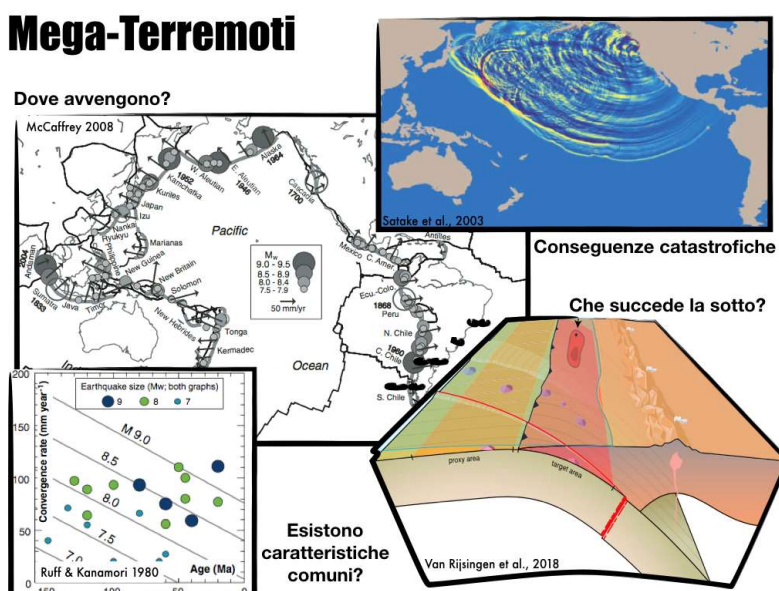 Mega-Terremoti
Dove avvengono?
McCaffrey 2008
Alaska
1964
E. Aleutian
1946
W. Aleutian
1952
Kamchatka
Kuriles
Japan
Izu
Nankai
Ryukyu
Marianas
Philippine
2004
Andaman
Sumatra
1833
Java
Timor
New Guinea
New Britain
Solomon
New Hebrides
Tonga
Kermadec
Cascadia
1700
Pacific
Ocean
Mexico
C. Amer
Antilles
Ecu.-Colo.
1868
Peru
N. Chile
1960
C. Chile
S. Chile
Mw
9.0 - 9.5
8.5 - 8.9
8.0 - 8.4
7.5 - 7.9
50 mm/yr
Satake et al., 2003
Conseguenze catastrofiche
Che succede la sotto?
proxy area
target area
Van Rijsingen et al., 2018
Esistono
caratteristiche
comuni?
Earthquake size (Mw; both graphs)
9 8 7
Convergence rate (mm year⁻¹)
200
150
100
50
0
M 9.0
8.5
8.0
7.5
7.0
Ruff & Kanamori 1980
Age (Ma)
150
50
0